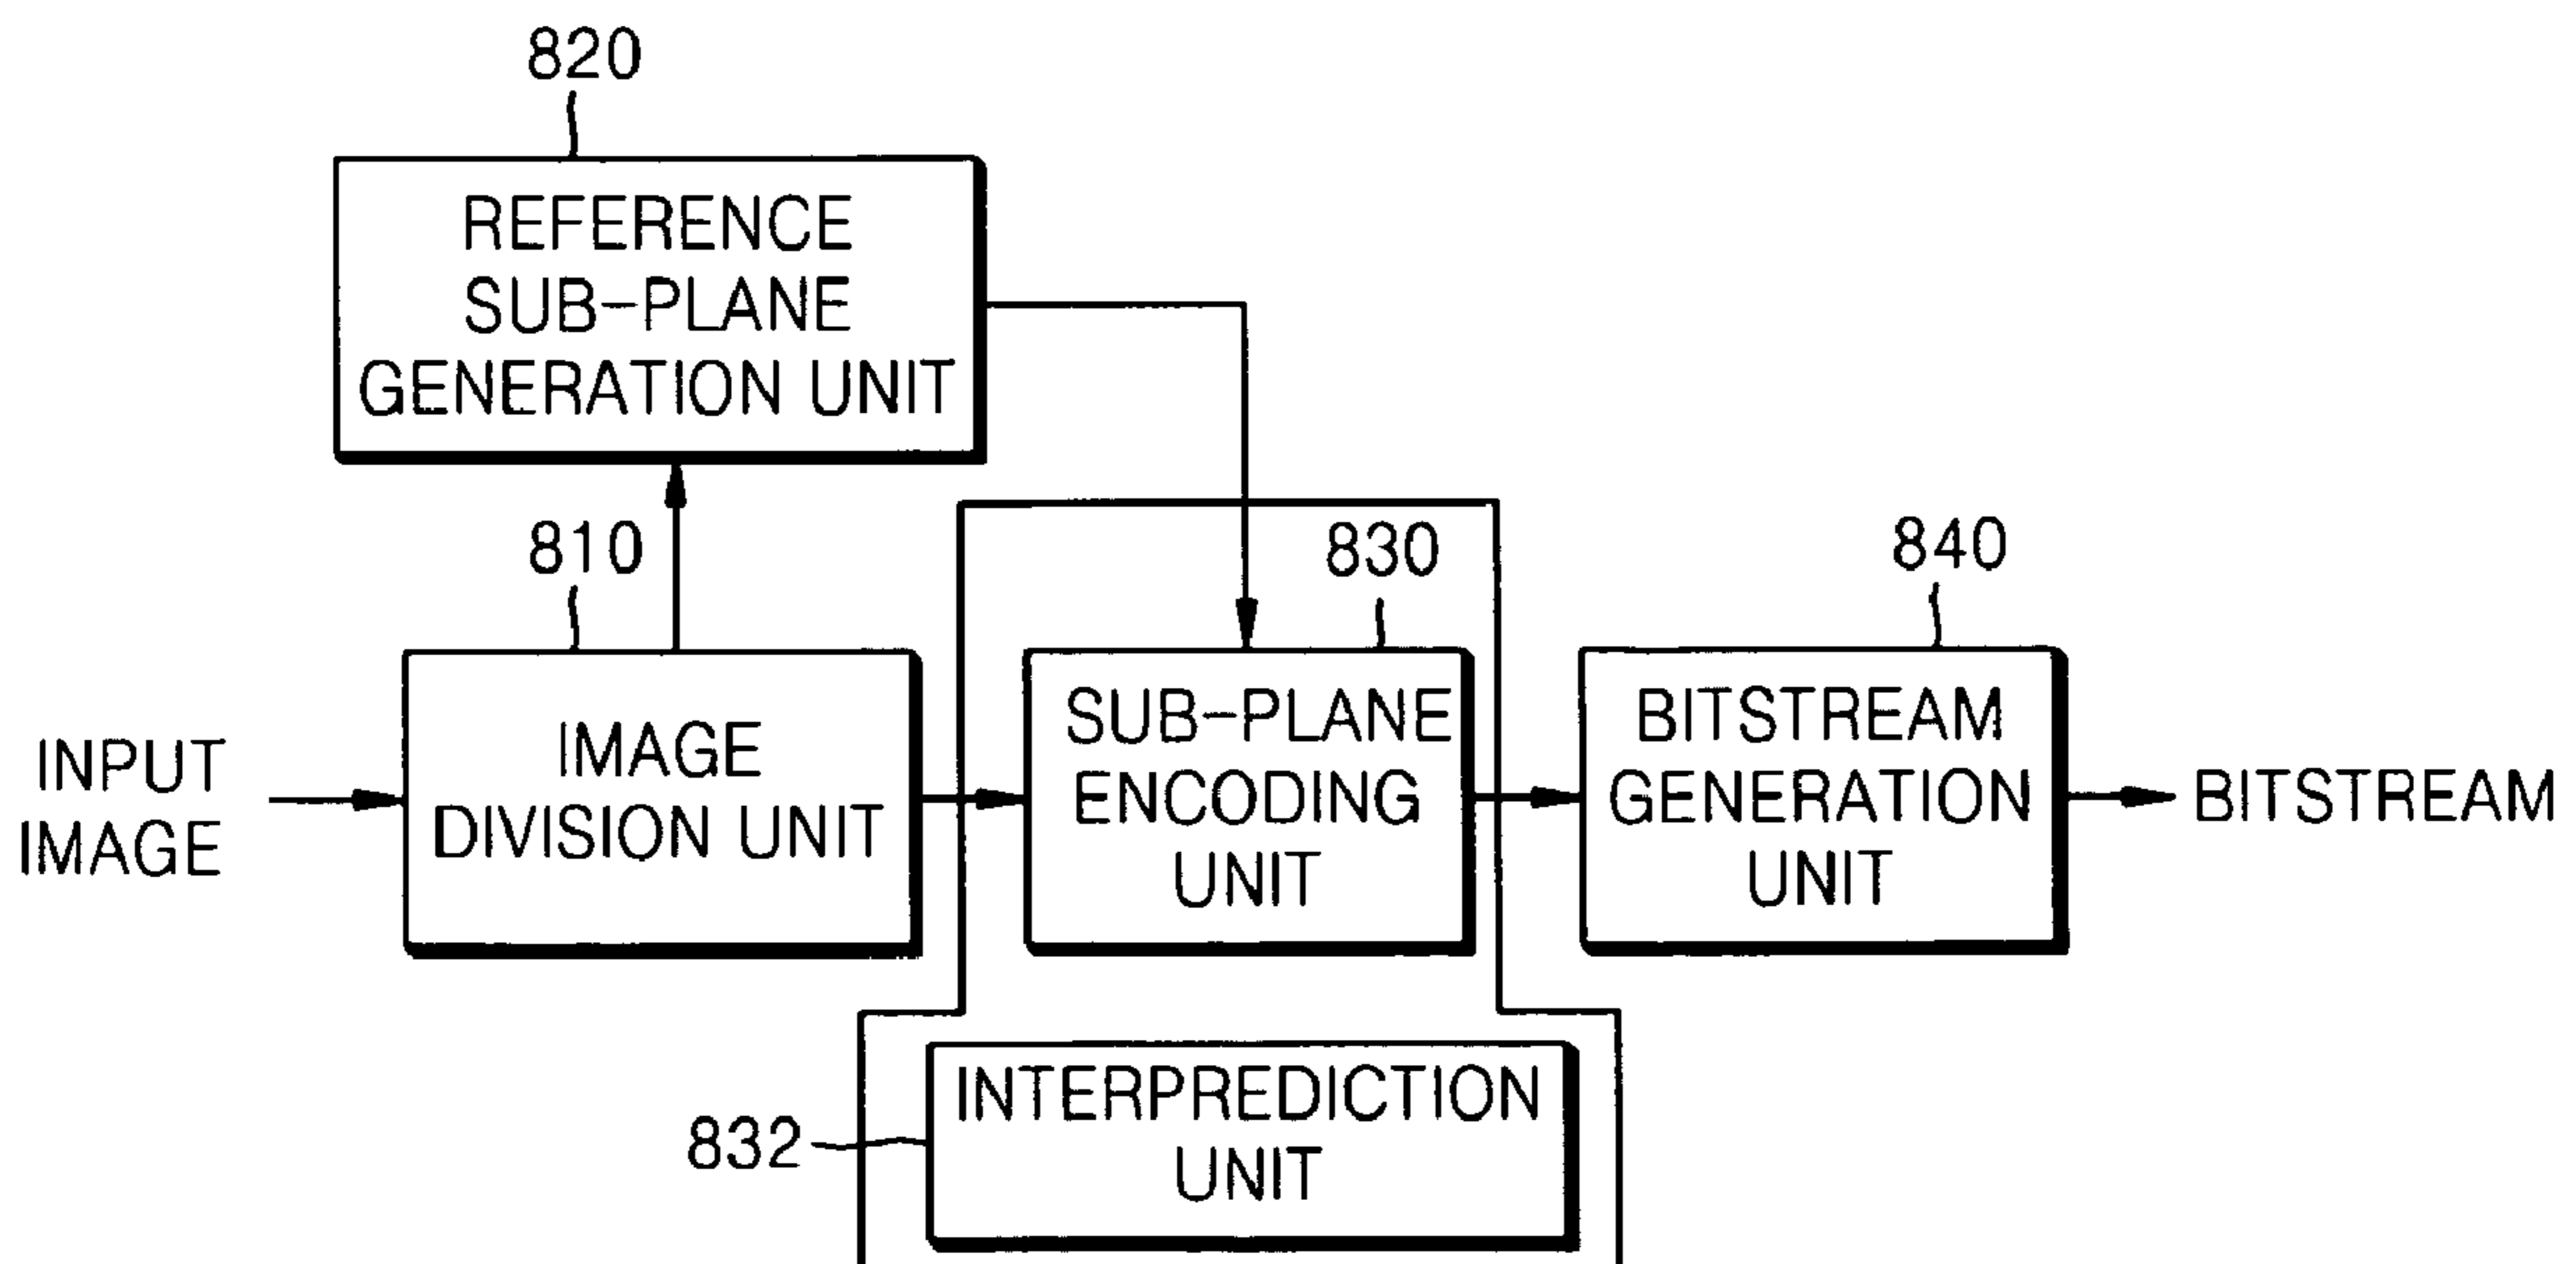 820
REFERENCE
SUB-PLANE
GENERATION UNIT
810
830
840
INPUT
IMAGE
IMAGE
DIVISION UNIT
SUB-PLANE
ENCODING
UNIT
BITSTREAM
GENERATION
UNIT
BITSTREAM
832
INTERPREDICTION
UNIT